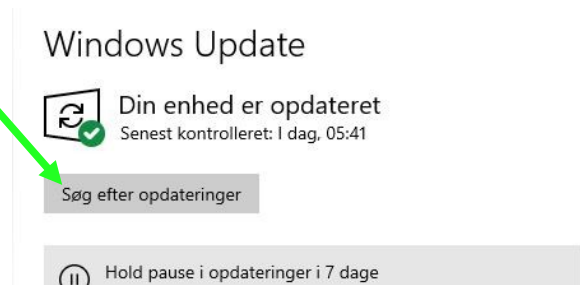 Windows Update
Din enhed er opdateret
Senest kontrolleret: I dag, 05:41
Søg efter opdateringer
Hold pause i opdateringer i 7 dage